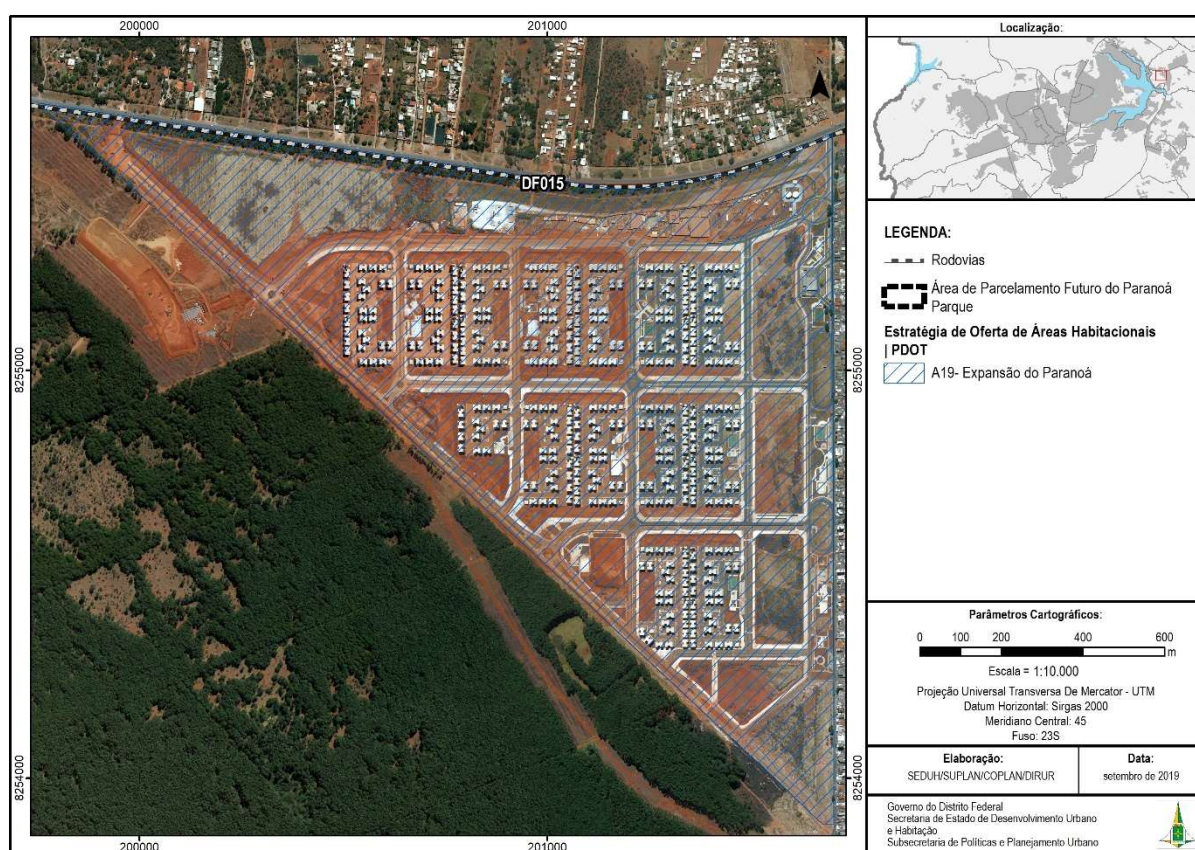 200000
201000
8255000
8254000
DF015
N
8255000
8254000
200000
201000
Localização:
LEGENDA:
Rodovias
Área de Parcelamento Futuro do Paranoá
Parque
Estratégia de Oferta de Áreas Habitacionais
| PDOT
A19- Expansão do Paranoá
Parâmetros Cartográficos:
0 100 200 400 600
m
Escala = 1:10.000
Projeção Universal Transversa De Mercator - UTM
Datum Horizontal: Sirgas 2000
Meridiano Central: 45
Fuso: 23S
Elaboração:
SEDUH/SUPLAN/COPLAN/DIRUR
Data:
setembro de 2019
Governo do Distrito Federal
Secretaria de Estado de Desenvolvimento Urbano
e Habitação
Subsecretaria de Políticas e Planejamento Urbano